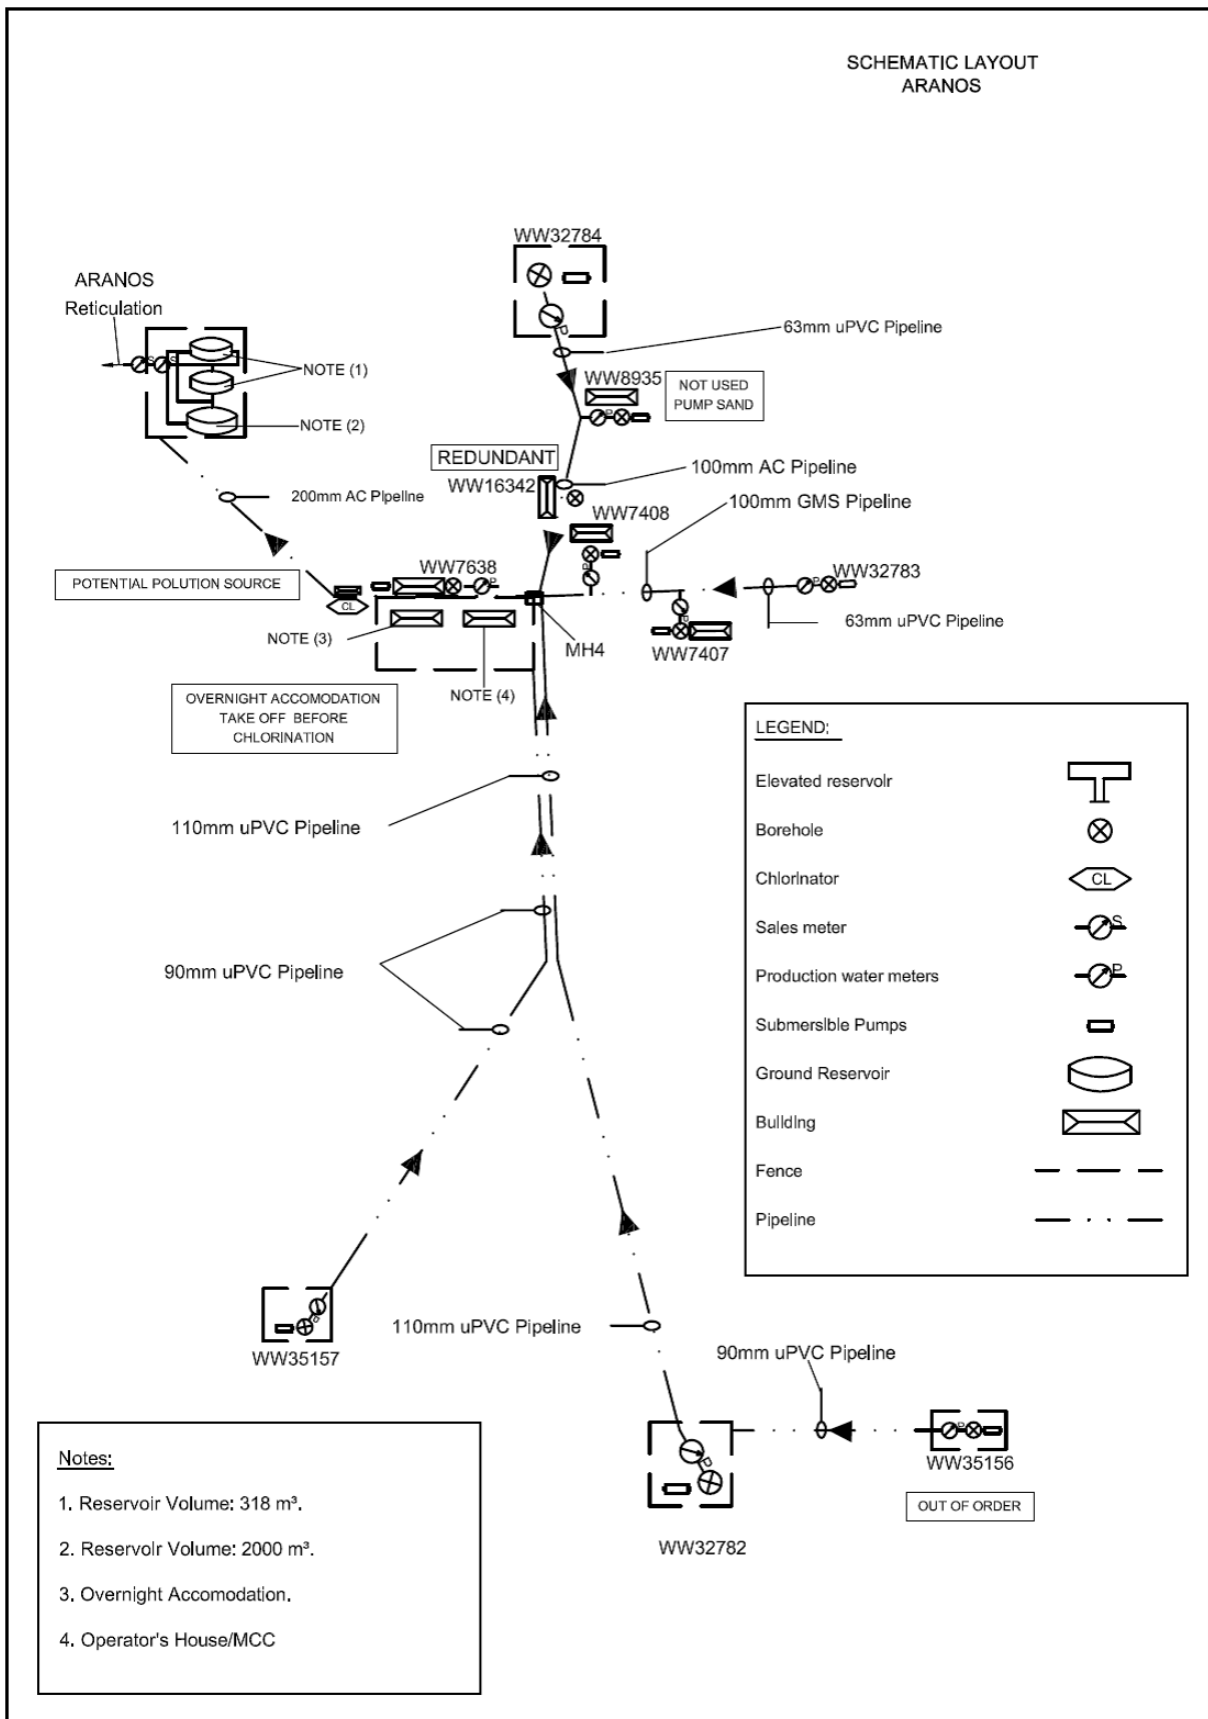 SCHEMATIC LAYOUT
ARANOS
WW32784
ARANOS
Reticulation
P
63mm uPVC Pipeline
S
S
NOTE (1)
WW8935
NOT USED
PUMP SAND
P
NOTE (2)
REDUNDANT
100mm AC Pipeline
WW16342
200mm AC Pipeline
100mm GMS Pipeline
WW7408
WW7638
P
P
WW32783
P
POTENTIAL POLUTION SOURCE
CL
63mm uPVC Pipeline
NOTE (3)
MH4
P
WW7407
OVERNIGHT ACCOMODATION
TAKE OFF BEFORE
CHLORINATION
NOTE (4)
LEGEND:
Elevated reservoir
110mm uPVC Pipeline
Borehole
Chlorinator
CL
Sales meter
S
90mm uPVC Pipeline
Production water meters
P
Submersible Pumps
Ground Reservoir
Building
Fence
Pipeline
P
WW35157
110mm uPVC Pipeline
90mm uPVC Pipeline
P
P
WW35156
OUT OF ORDER
WW32782
Notes:
1. Reservoir Volume: 318 m³.
2. Reservoir Volume: 2000 m³.
3. Overnight Accomodation.
4. Operator's House/MCC